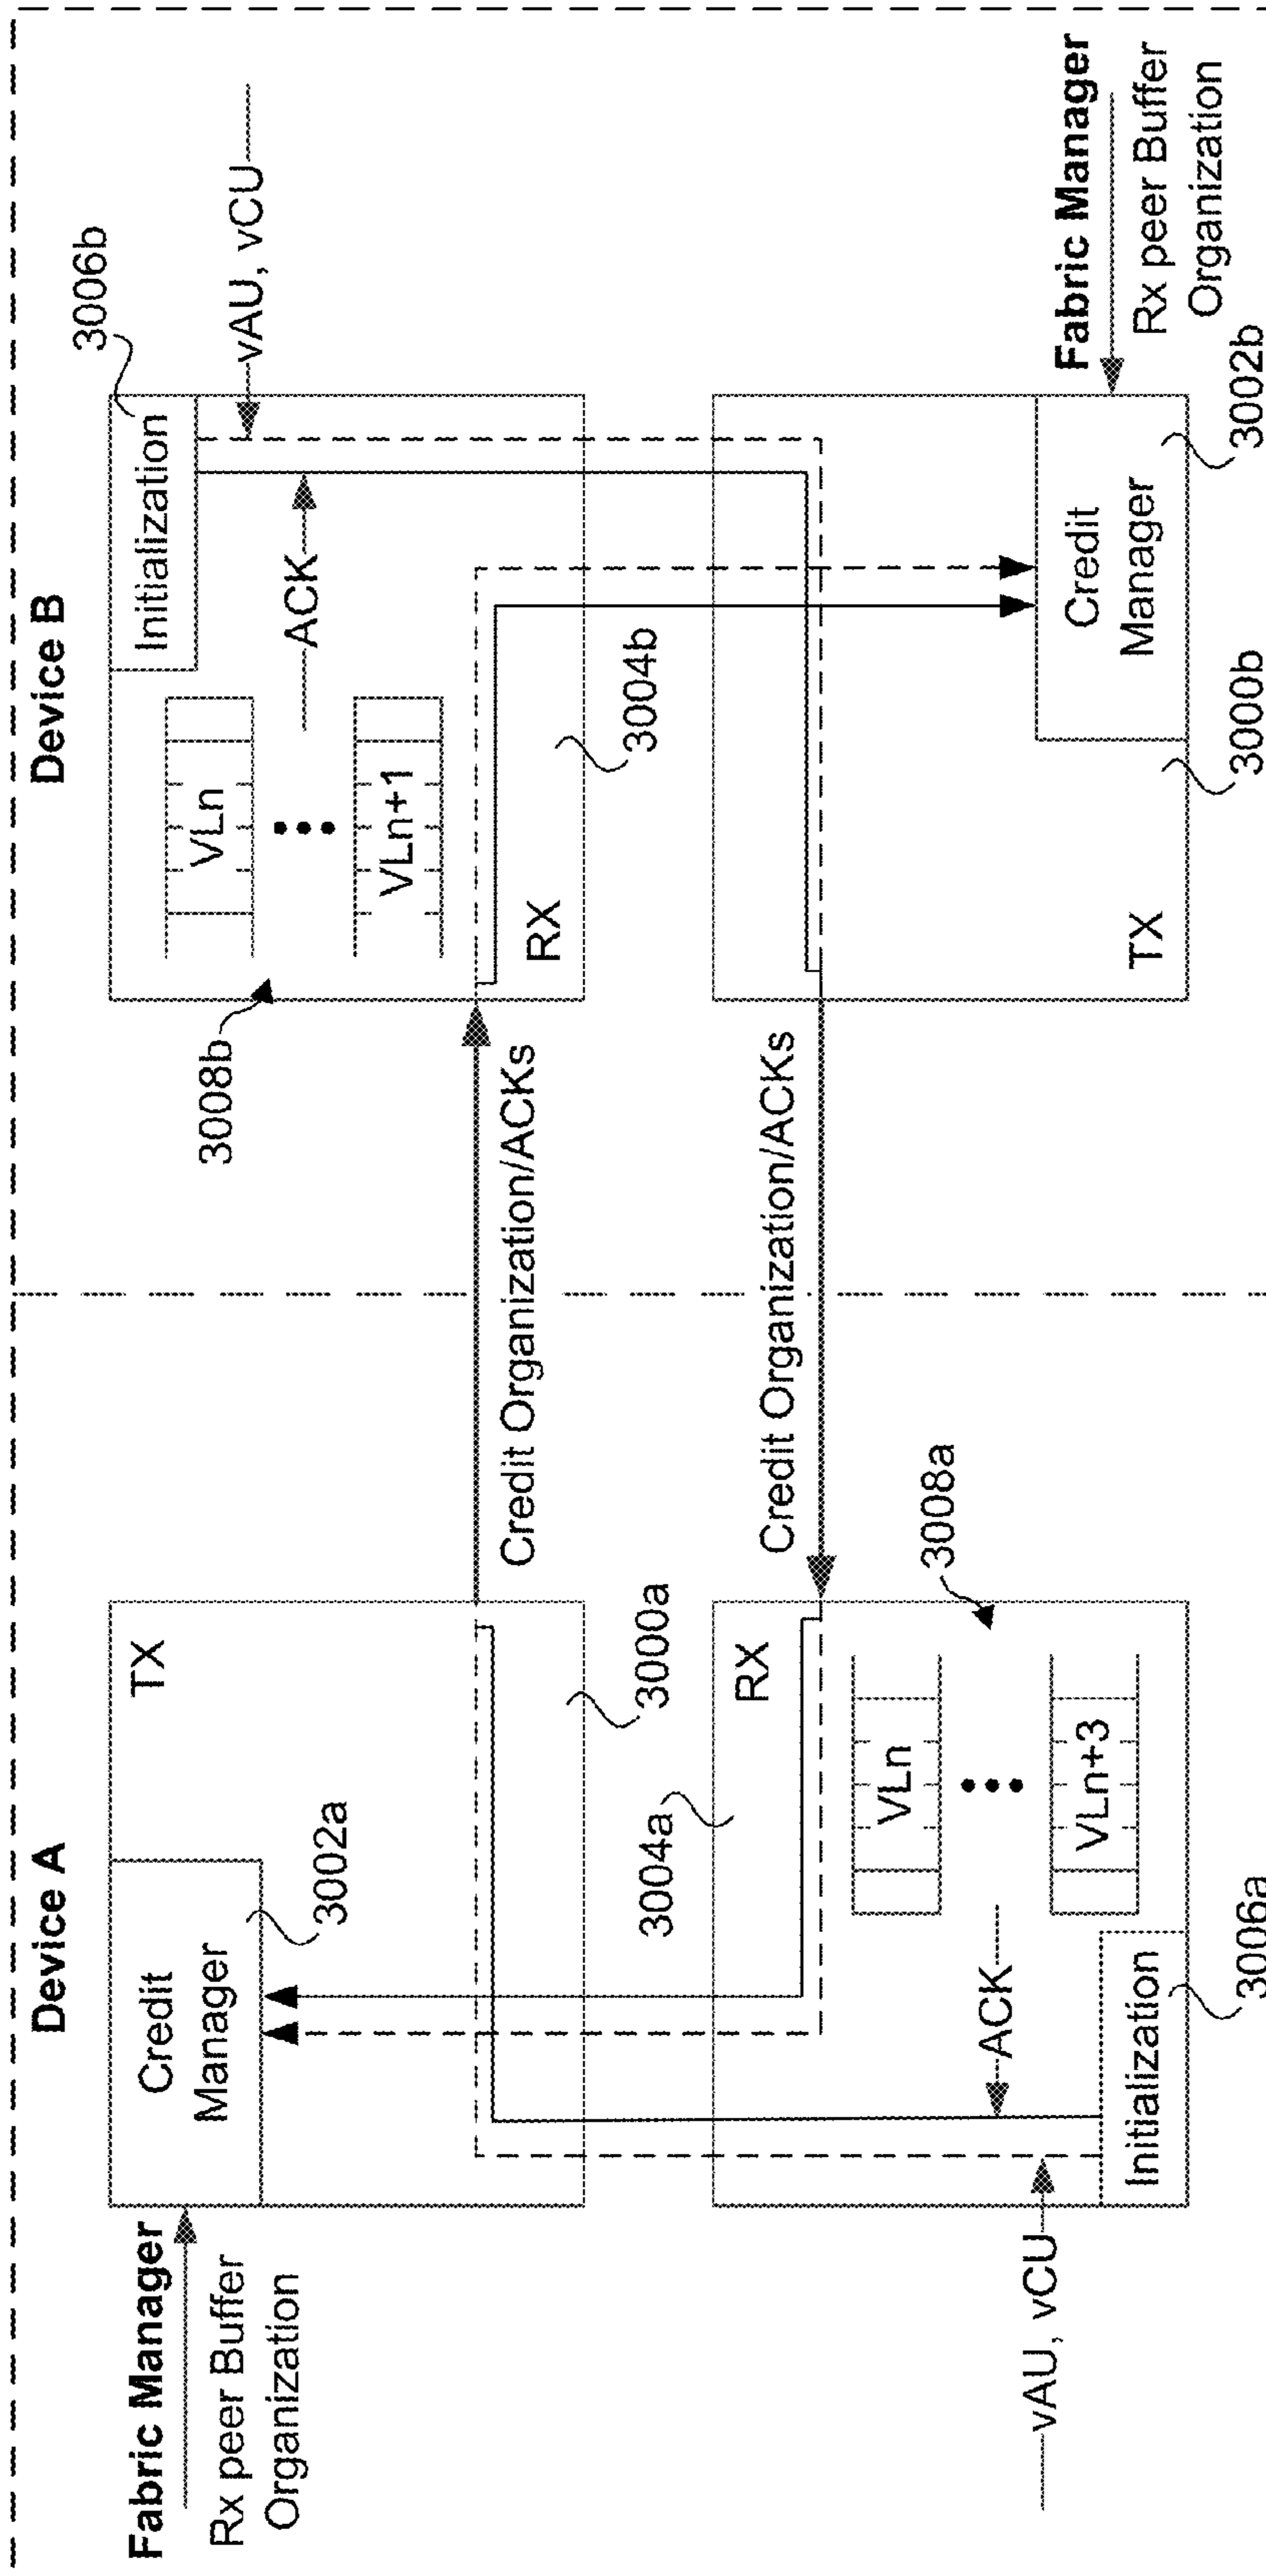 Device A
Device B
Fabric Manager
Rx peer Buffer
Organization
Credit
Manager
3002a
TX
3000a
Credit Organization/ACKs
3006b
Initialization
vAU, vCU
VLn
ACK
VLn+1
3008b
RX
3004b
3004a
RX
VLn
VLn+3
3008a
ACK
Initialization
3006a
vAU, vCU
Credit Organization/ACKs
TX
Credit
Manager
3000b
3002b
Fabric Manager
Rx peer Buffer
Organization